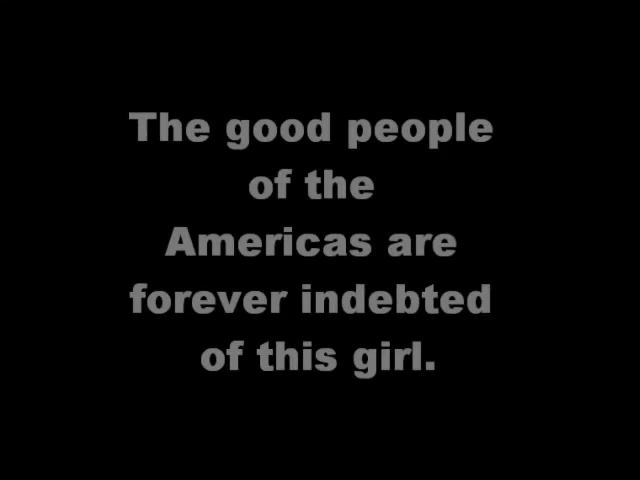 The good people
of the
Americas are
forever indebted
of this girl.